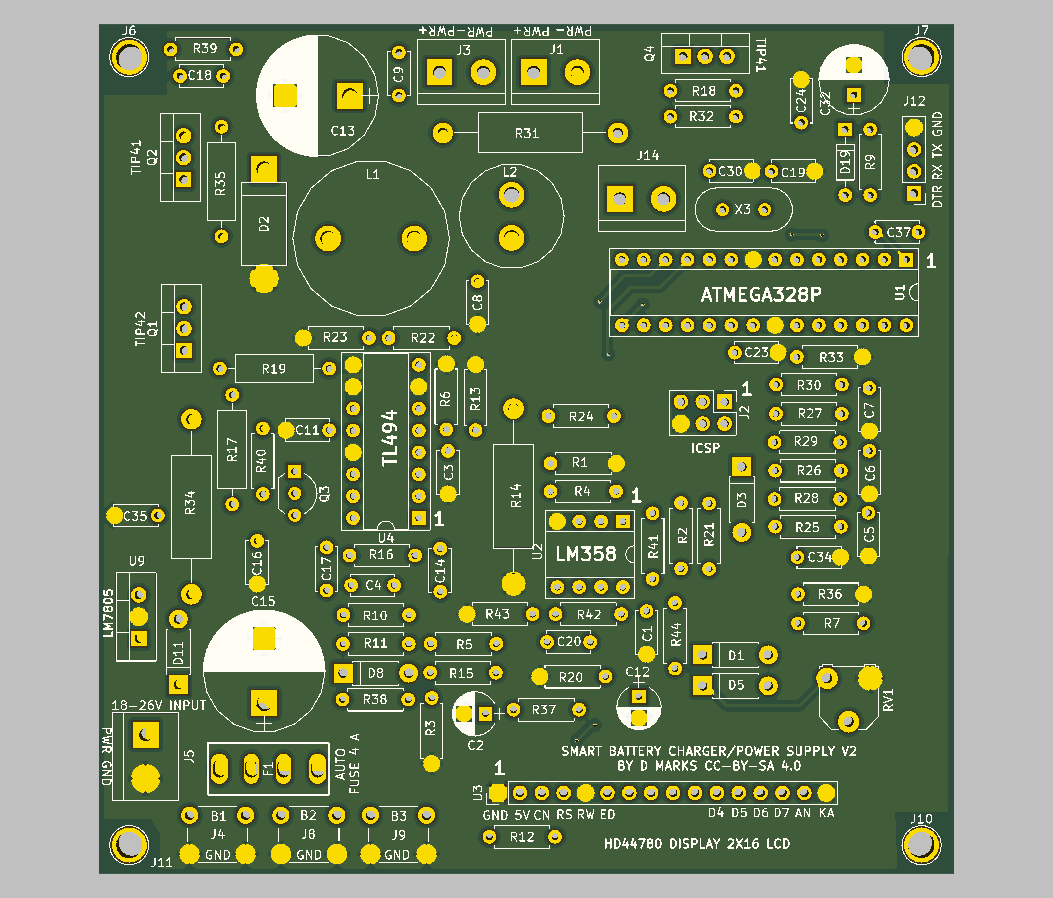 J6
R39
C18
C13
C9
+PWR-PWR
J3
+PWR -PWR
J1
Q4
TIP41
R18
R32
C24
C32
J7
J12
DTR RX TX GND
D19
R9
R31
TIP41
Q2
R35
D2
L1
L2
J14
C30
C19
X3
C37
1
ATMEGA328P
U1
C8
TIP42
Q1
R23
R22
C23
R33
R19
R6
R13
R30
1
J2
ICSP
R27
C7
R24
TL494
R17
C11
R40
R29
R34
Q3
C3
R14
R1
R4
R26
C6
D3
R28
1
1
C35
U4
U2
LM358
R41
R2
R21
R25
C5
U9
C16
C17
R16
C14
C34
C15
C4
R36
LM7805
R10
R43
R42
R7
D11
R11
R5
C20
C1
R44
D1
D8
R15
R20
C12
D5
RV1
18-26V INPUT
R38
R3
C2
R37
PWR GND
J5
F1
AUTO
FUSE 4 A
SMART BATTERY CHARGER/POWER SUPPLY V2
BY D MARKS CC-BY-SA 4.0
1
U3
GND 5V CN RS RW ED
D4 D5 D6 D7 AN KA
B1
B2
B3
J4
J8
J9
GND
GND
GND
R12
HD44780 DISPLAY 2X16 LCD
J10
J11